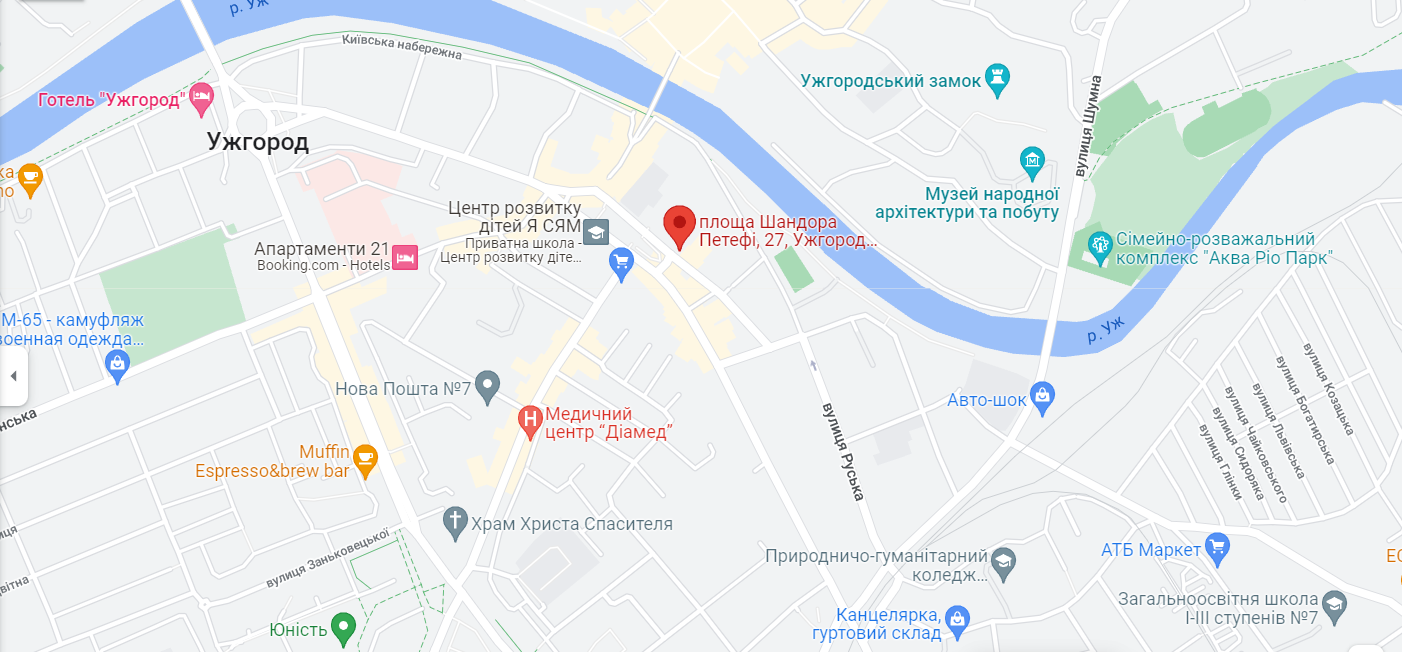 р. Уж
Київська набережна
Готель "Ужгород"
Ужгород
Ужгородський замок
вулиця Шумна
Музей народної
архітектури та побуту
Центр розвитку
дітей Я СЯМ
Приватна школа -
Центр розвитку діте...
площа Шандора
Петефі, 27, Ужгород...
Сімейно-розважальний
комплекс "Аква Ріо Парк"
Апартаменти 21
Booking.com - Hotels
М-65 - камуфляж
военная одежда...
р. Уж
Нова Пошта №7
Медичний
центр “Діамед”
Авто-шок
вулиця Руська
вулиця Козацька
вулиця Богатирська
вулиця Львівська
вулиця Чайковського
вулиця Сидоряка
вулиця Глінки
Muffin
Espresso&brew bar
Храм Христа Спасителя
вулиця Заньковецької
Природничо-гуманітарний
коледж...
АТБ Маркет
Загальноосвітня школа
І-ІІІ ступенів №7
Канцелярка,
гуртовий склад
Юність